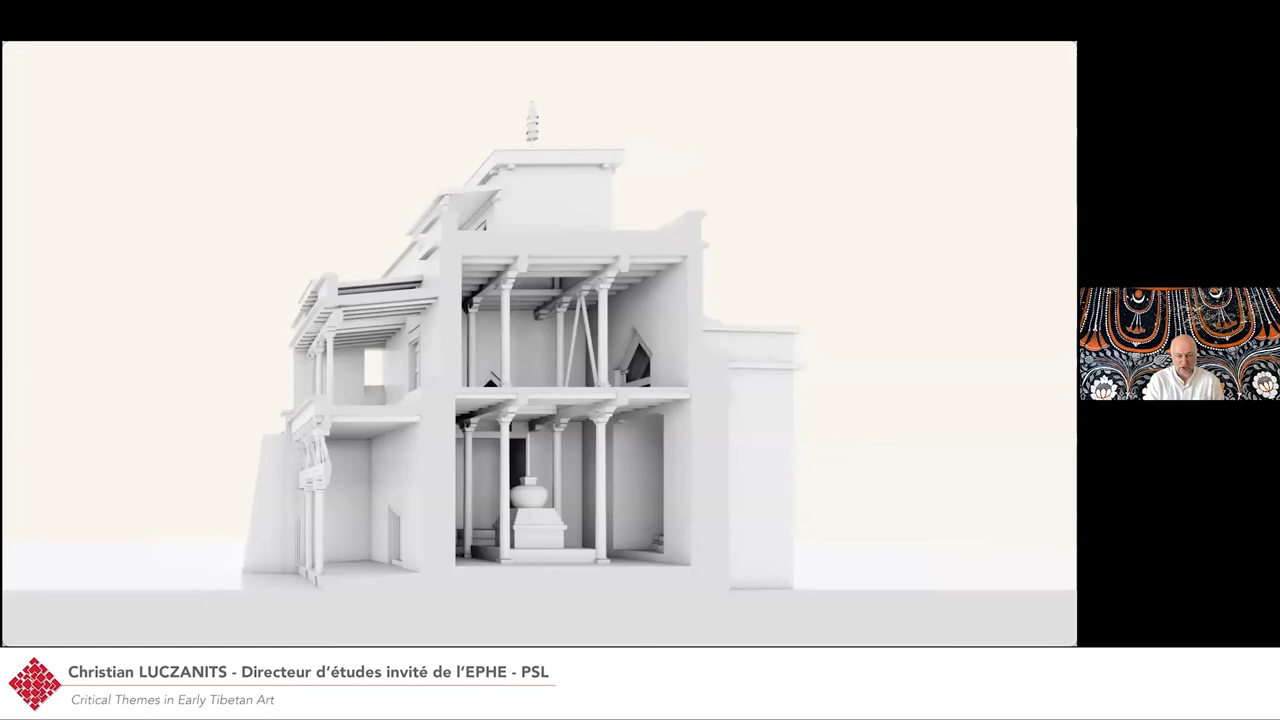 Christian LUCZANITS - Directeur d'études invité de l'EPHE - PSL
Critical Themes in Early Tibetan Art